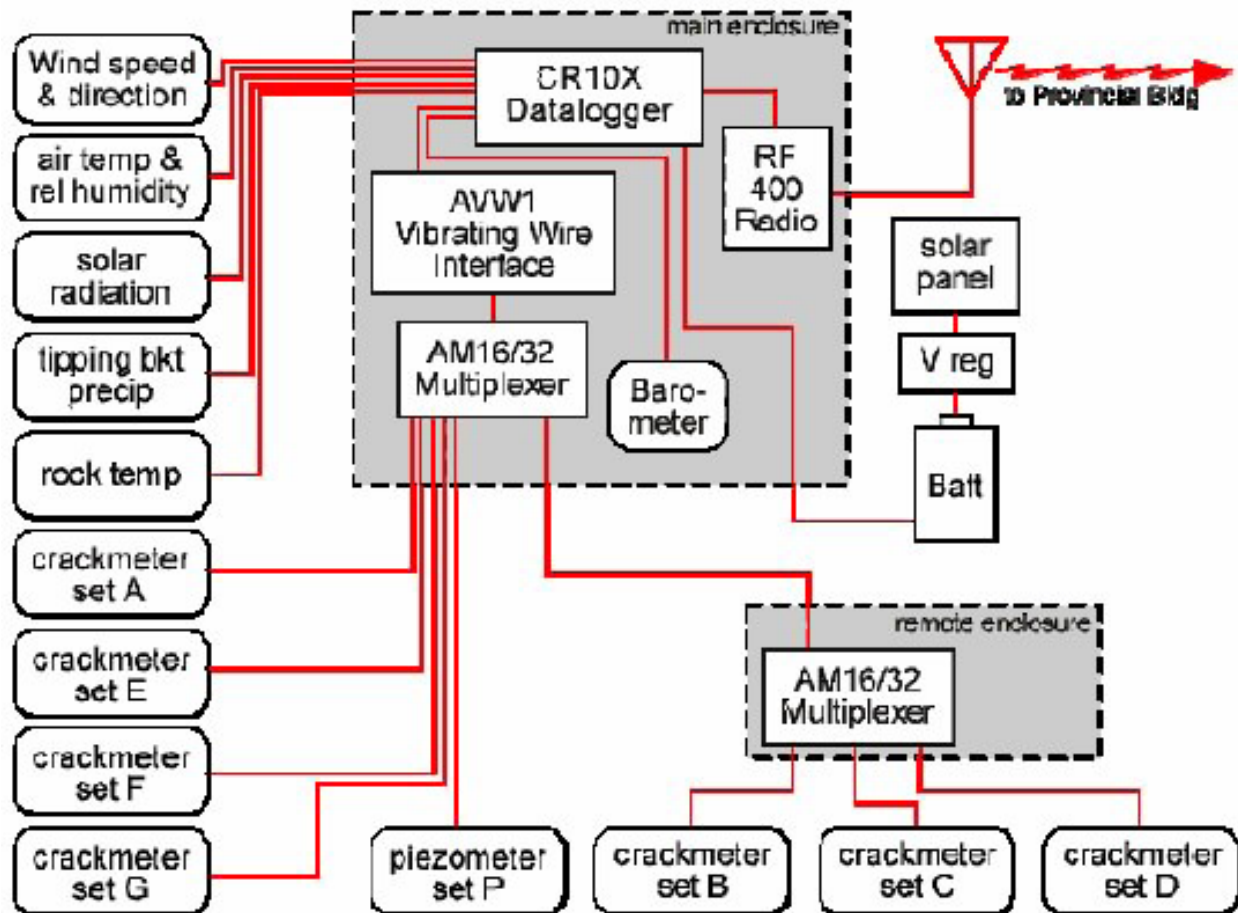 main enclosure
Wind speed
& direction
CR10X
Datalogger
to Provincial Bldg
air temp &
rel humidity
RF
400
Radio
AVW1
Vibrating Wire
Interface
solar
panel
solar
radiation
AM16/32
Multiplexer
V reg
tipping bkt
precip
Baro-
meter
rock temp
Batt
crackmeter
set A
remote enclosure
crackmeter
set E
AM16/32
Multiplexer
crackmeter
set F
crackmeter
set G
piezometer
set P
crackmeter
set B
crackmeter
set C
crackmeter
set D